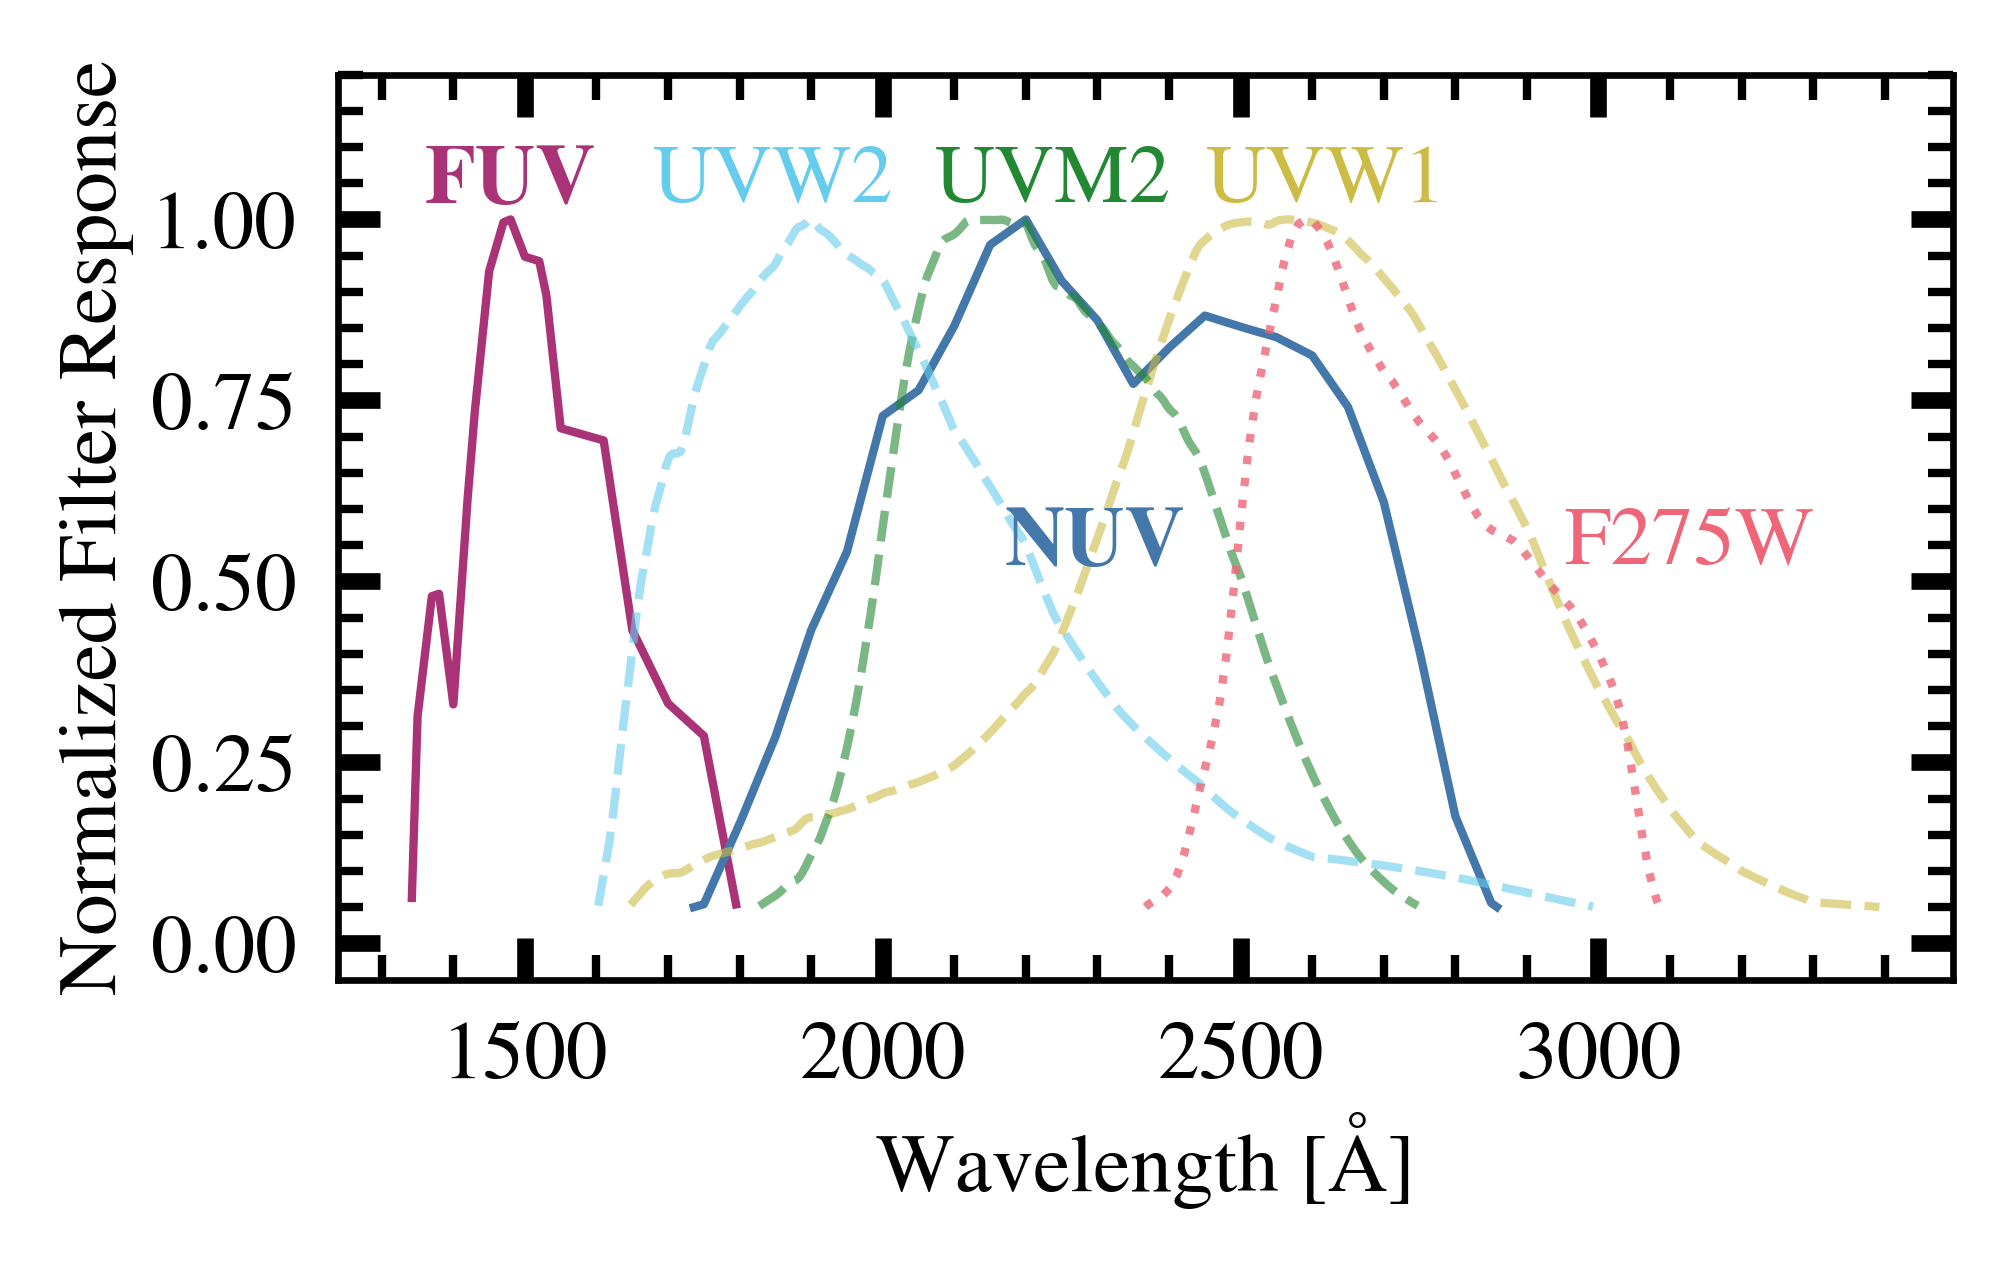 Normalized Filter Response
FUV UVW2 UVM2 UVW1
1.00
0.75
NUV F275W
0.50
0.25
0.00
1500 2000 2500 3000
Wavelength [Å]